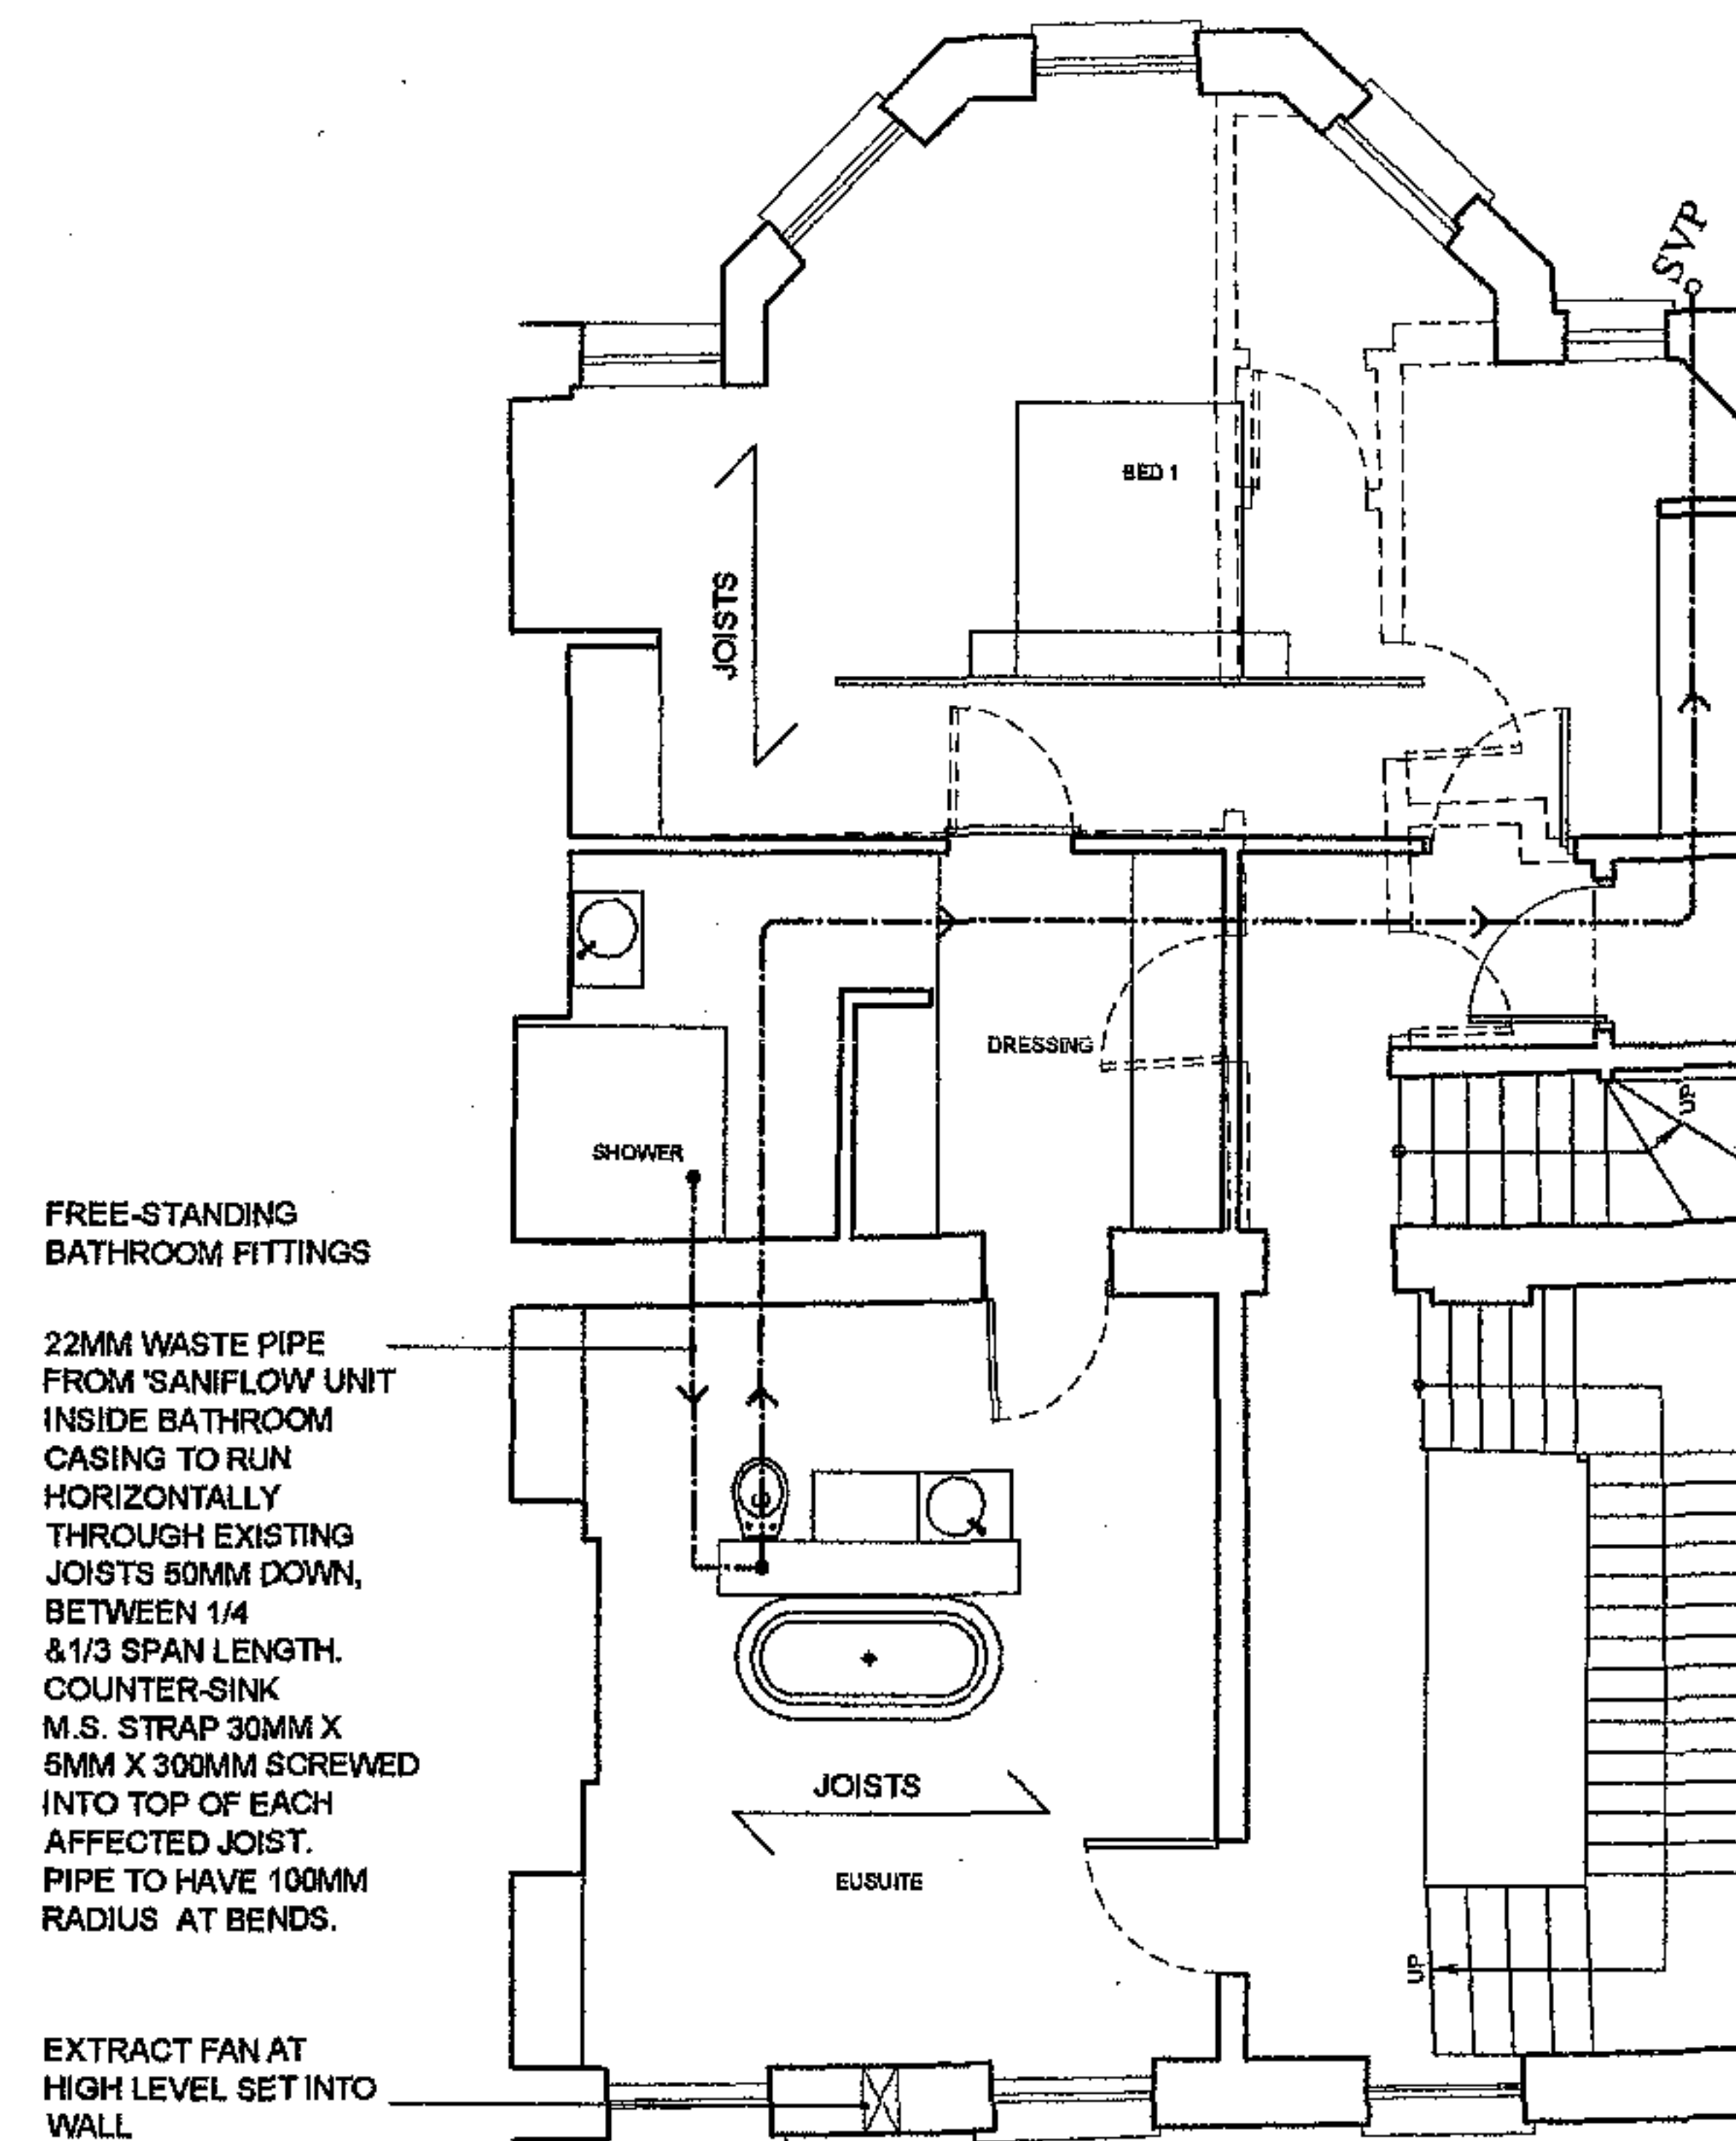 SVP
BED 1
JOISTS
DRESSING
SHOWER
UP
FREE-STANDING
BATHROOM FITTINGS
22MM WASTE PIPE
FROM 'SANIFLOW' UNIT
INSIDE BATHROOM
CASING TO RUN
HORIZONTALLY
THROUGH EXISTING
JOISTS 50MM DOWN,
BETWEEN 1/4
&1/3 SPAN LENGTH.
COUNTER-SINK
M.S. STRAP 30MM X
5MM X 300MM SCREWED
INTO TOP OF EACH
AFFECTED JOIST.
PIPE TO HAVE 100MM
RADIUS AT BENDS.
JOISTS
EUSUITE
UP
EXTRACT FAN AT
HIGH LEVEL SET INTO
WALL